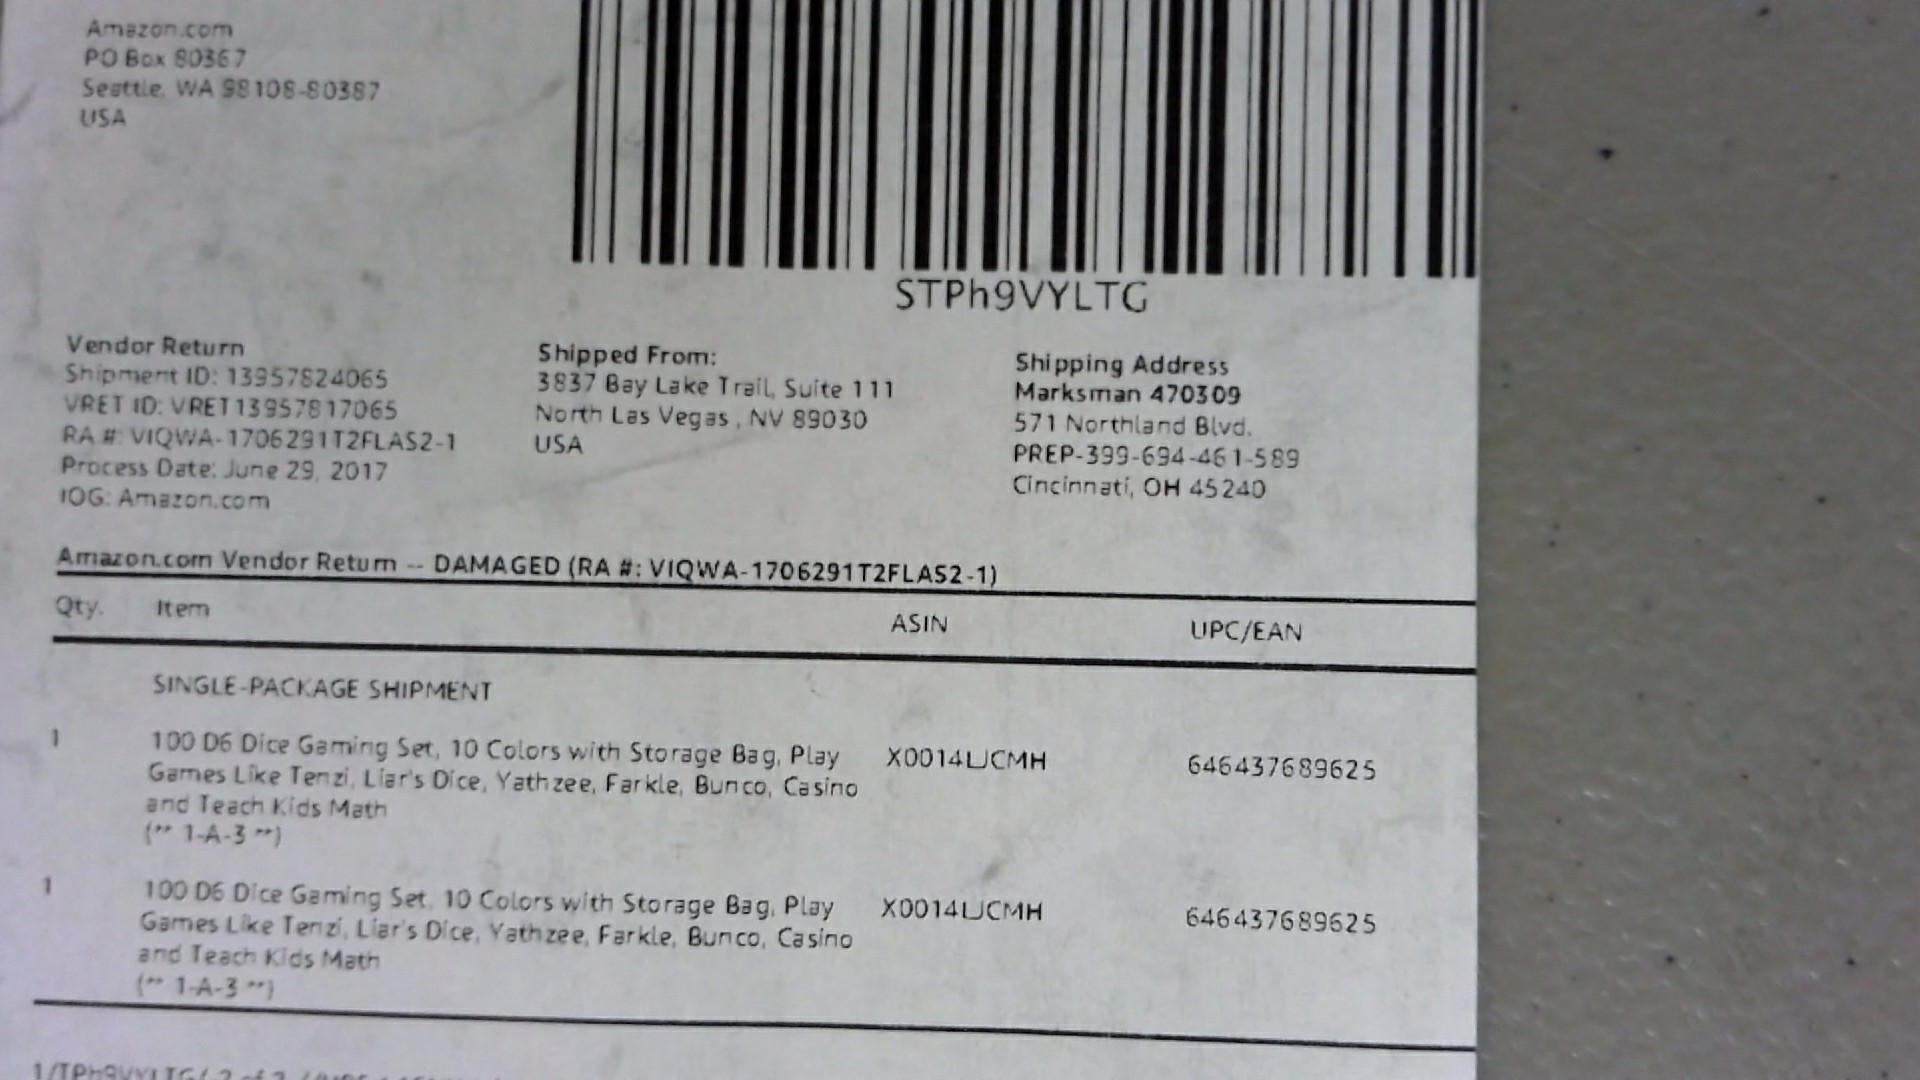 Amazon.com
PO Box 80367
Seattle, WA 98108-80387
USA
STPh9VYLTG
Vendor Return
Shipment ID: 13957824065
VRET ID: VRET13957817065
RA #: VIQWA-1706291T2FLAS2-1
Process Date: June 29, 2017
IOG: Amazon.com
Shipped From:
3837 Bay Lake Trail, Suite 111
North Las Vegas , NV 89030
USA
Shipping Address
Marksman 470309
571 Northland Blvd.
PREP-399-694-461-589
Cincinnati, OH 45240
Amazon.com Vendor Return -- DAMAGED (RA #: VIQWA-1706291T2FLAS2-1)
Qty. Item ASIN UPC/EAN
SINGLE-PACKAGE SHIPMENT
1 100 D6 Dice Gaming Set, 10 Colors with Storage Bag, Play X0014LJCMH 646437689625
Games Like Tenzi, Liar's Dice, Yathzee, Farkle, Bunco, Casino
and Teach Kids Math
(** 1-A-3 **)
1 100 D6 Dice Gaming Set, 10 Colors with Storage Bag, Play X0014LJCMH 646437689625
Games Like Tenzi, Liar's Dice, Yathzee, Farkle, Bunco, Casino
and Teach Kids Math
(** 1-A-3 **)
1/TPh9VYLTG/